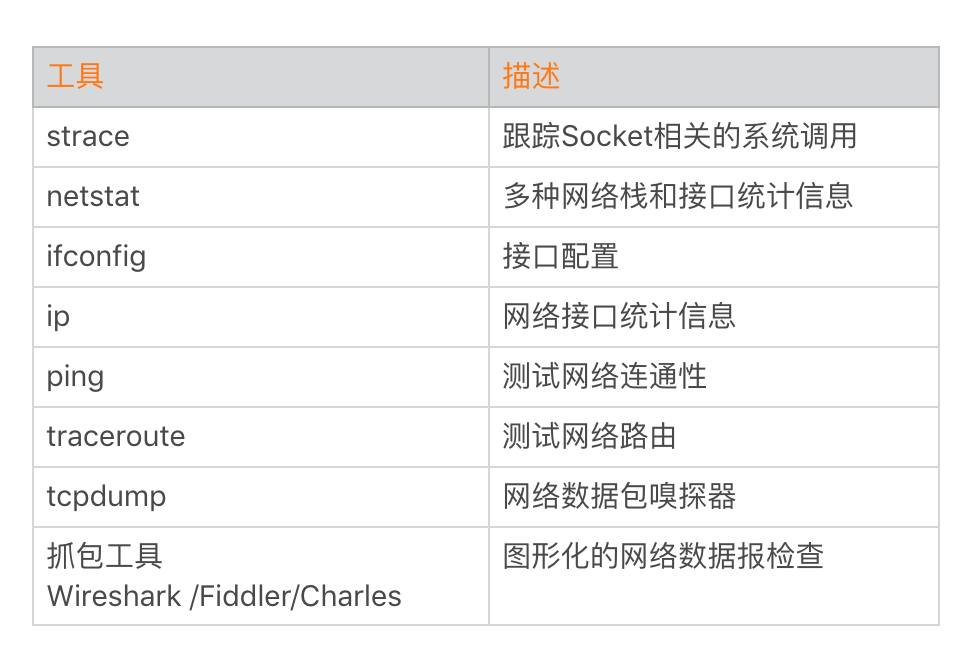 工具 描述
strace 跟踪Socket相关的系统调用
netstat 多种网络栈和接口统计信息
ifconfig 接口配置
ip 网络接口统计信息
ping 测试网络连通性
traceroute 测试网络路由
tcpdump 网络数据包嗅探器
抓包工具 图形化的网络数据报检查
Wireshark /Fiddler/Charles